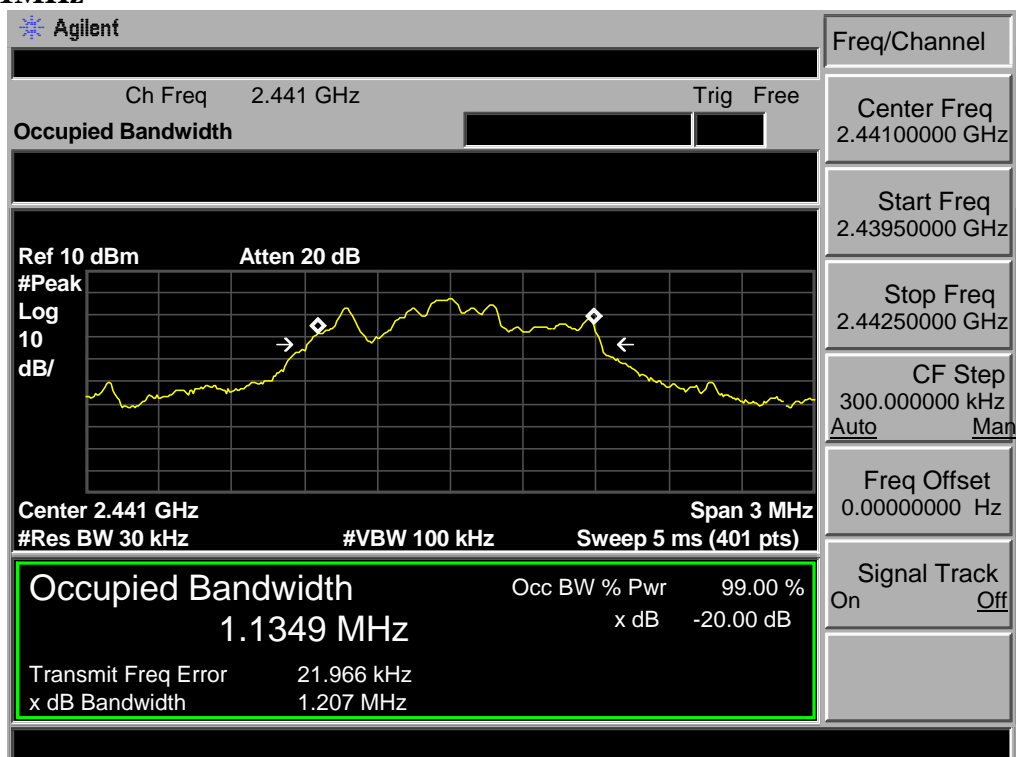 1MHz
Agilent
Freq/Channel
Ch Freq 2.441 GHz Trig Free
Occupied Bandwidth
Center Freq
2.44100000 GHz
Start Freq
2.43950000 GHz
Stop Freq
2.44250000 GHz
CF Step
300.000000 kHz
Auto Man
Freq Offset
0.00000000 Hz
Signal Track
On Off
Ref 10 dBm Atten 20 dB
#Peak
Log
10
dB/
Center 2.441 GHz Span 3 MHz
#Res BW 30 kHz #VBW 100 kHz Sweep 5 ms (401 pts)
Occupied Bandwidth Occ BW % Pwr 99.00 %
1.1349 MHz x dB -20.00 dB
Transmit Freq Error 21.966 kHz
x dB Bandwidth 1.207 MHz